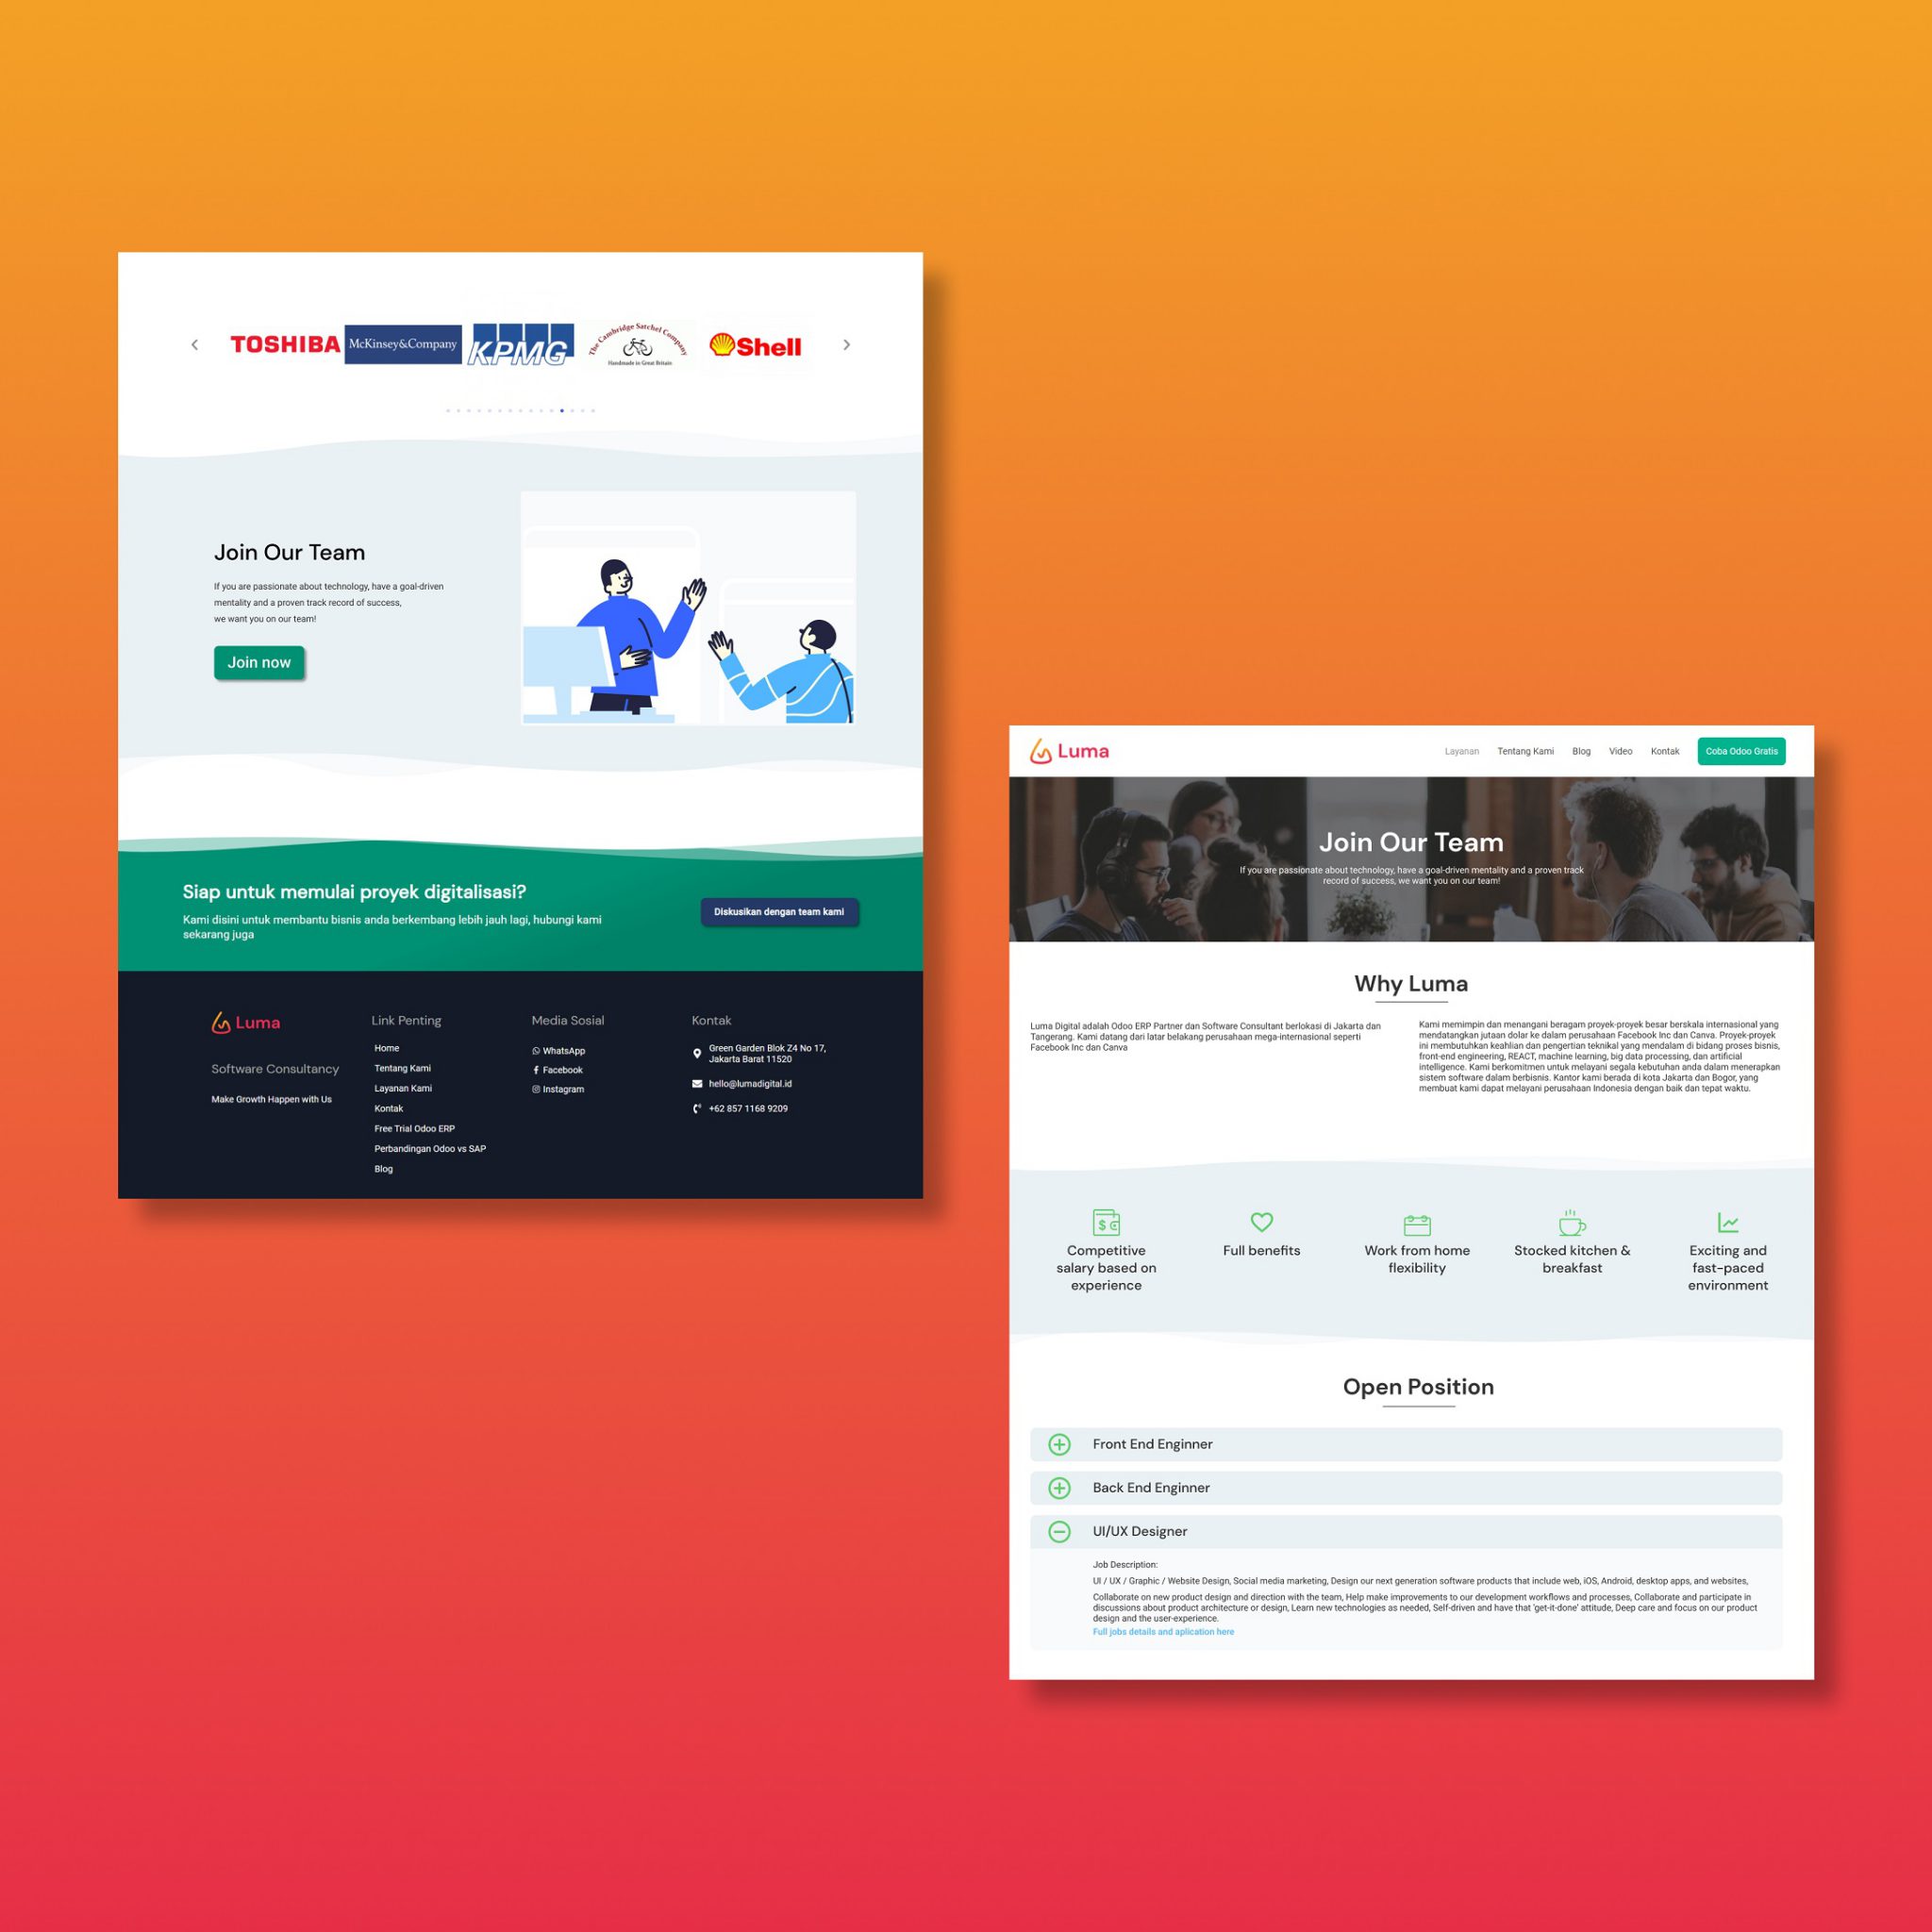 TOSHIBA
McKinsey&Company
KPMG
The Cambridge Satchel Company
Handmade in Great Britain
Shell
Join Our Team
If you are passionate about technology, have a goal-driven
mentality and a proven track record of success,
we want you on our team!
Join now
Siap untuk memulai proyek digitalisasi?
Kami disini untuk membantu bisnis anda berkembang lebih jauh lagi, hubungi kami
sekarang juga
Diskusikan dengan team kami
Luma
Software Consultancy
Make Growth Happen with Us
Link Penting
Home
Tentang Kami
Layanan Kami
Kontak
Free Trial Odoo ERP
Perbandingan Odoo vs SAP
Blog
Media Sosial
WhatsApp
Facebook
Instagram
Kontak
Green Garden Blok Z4 No 17,
Jakarta Barat 11520
hello@lumadigital.id
+62 857 1168 9209
Luma
Layanan
Tentang Kami
Blog
Video
Kontak
Coba Odoo Gratis
Join Our Team
If you are passionate about technology, have a goal-driven mentality and a proven track
record of success, we want you on our team!
Why Luma
Luma Digital adalah Odoo ERP Partner dan Software Consultant berlokasi di Jakarta dan
Tangerang. Kami datang dari latar belakang perusahaan mega-internasional seperti
Facebook Inc dan Canva
Kami memimpin dan menangani beragam proyek-proyek besar berskala internasional yang
mendatangkan jutaan dolar ke dalam perusahaan Facebook Inc dan Canva. Proyek-proyek
ini membutuhkan keahlian dan pengertian teknikal yang mendalam di bidang proses bisnis,
front-end engineering, REACT, machine learning, big data processing, dan artificial
intelligence. Kami berkomitmen untuk melayani segala kebutuhan anda dalam menerapkan
sistem software dalam berbisnis. Kantor kami berada di kota Jakarta dan Bogor, yang
membuat kami dapat melayani perusahaan Indonesia dengan baik dan tepat waktu.
Competitive
salary based on
experience
Full benefits
Work from home
flexibility
Stocked kitchen &
breakfast
Exciting and
fast-paced
environment
Open Position
Front End Enginner
Back End Enginner
UI/UX Designer
Job Description:
UI / UX / Graphic / Website Design, Social media marketing, Design our next generation software products that include web, iOS, Android, desktop apps, and websites,
Collaborate on new product design and direction with the team, Help make improvements to our development workflows and processes, Collaborate and participate in
discussions about product architecture or design, Learn new technologies as needed, Self-driven and have that 'get-it-done' attitude, Deep care and focus on our product
design and the user-experience.
Full jobs details and aplication here